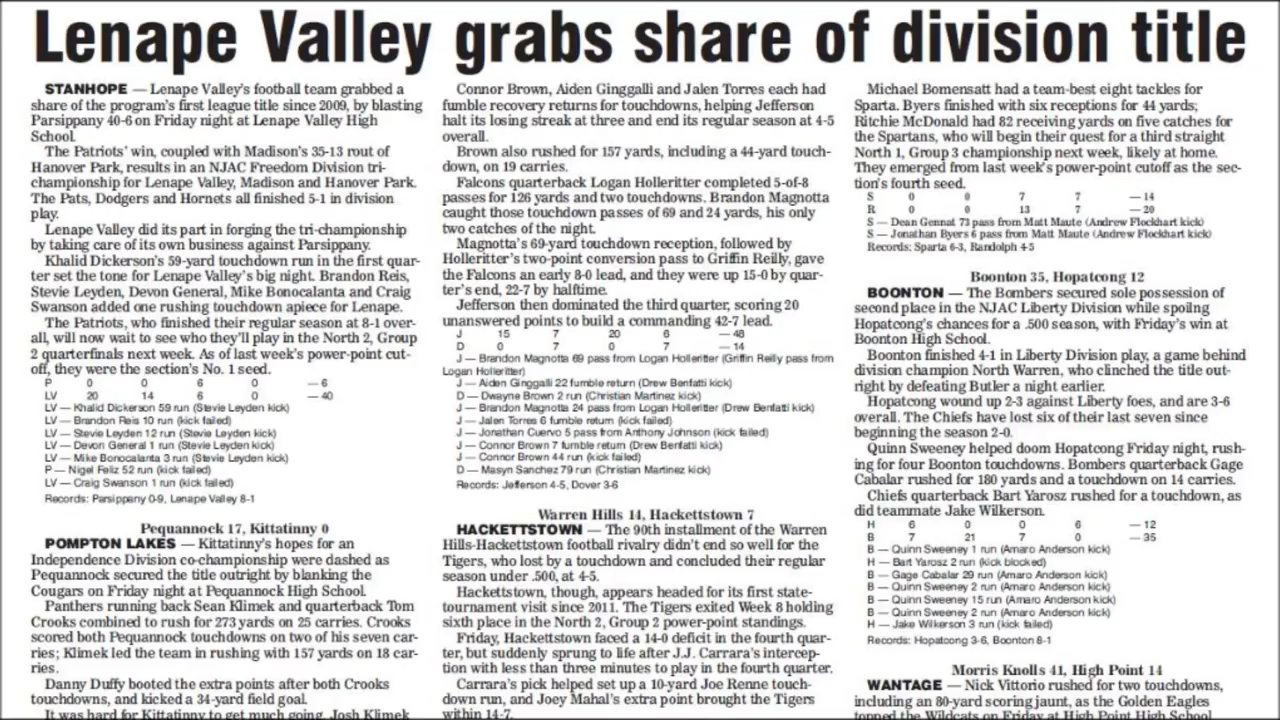 Lenape Valley grabs share of division title
STANHOPE — Lenape Valley's football team grabbed a
share of the program's first league title since 2009, by blasting
Parsippany 40-6 on Friday night at Lenape Valley High
School.
The Patriots' win, coupled with Madison's 35-13 rout of
Hanover Park, results in an NJAC Freedom Division tri-
championship for Lenape Valley, Madison and Hanover Park.
The Pats, Dodgers and Hornets all finished 5-1 in division
play.
Lenape Valley did its part in forging the tri-championship
by taking care of its own business against Parsippany.
Khalid Dickerson's 59-yard touchdown run in the first quar-
ter set the tone for Lenape Valley's big night. Brandon Reis,
Stevie Leyden, Devon General, Mike Bonocalanta and Craig
Swanson added one rushing touchdown apiece for Lenape.
The Patriots, who finished their regular season at 8-1 over-
all, will now wait to see who they'll play in the North 2, Group
2 quarterfinals next week. As of last week's power-point cut-
off, they were the section's No. 1 seed.
P 0 0 6 0 — 6
LV 20 14 6 0 — 40
LV — Khalid Dickerson 59 run (Stevie Leyden kick)
LV — Brandon Reis 10 run (kick failed)
LV — Stevie Leyden 12 run (Stevie Leyden kick)
LV — Devon General 1 run (Stevie Leyden kick)
LV — Mike Bonocalanta 3 run (Stevie Leyden kick)
P — Nigel Feliz 52 run (kick failed)
LV — Craig Swanson 1 run (kick failed)
Records: Parsippany 0-9, Lenape Valley 8-1
Pequannock 17, Kittatinny 0
POMPTON LAKES — Kittatinny's hopes for an
Independence Division co-championship were dashed as
Pequannock secured the title outright by blanking the
Cougars on Friday night at Pequannock High School.
Panthers running back Sean Klimek and quarterback Tom
Crooks combined to rush for 273 yards on 25 carries. Crooks
scored both Pequannock touchdowns on two of his seven car-
ries; Klimek led the team in rushing with 157 yards on 18 car-
ries.
Danny Duffy booted the extra points after both Crooks
touchdowns, and kicked a 34-yard field goal.
It was hard for Kittatinny to get much going. Josh Klimek
Connor Brown, Aiden Ginggalli and Jalen Torres each had
fumble recovery returns for touchdowns, helping Jefferson
halt its losing streak at three and end its regular season at 4-5
overall.
Brown also rushed for 157 yards, including a 44-yard touch-
down, on 19 carries.
Falcons quarterback Logan Holleritter completed 5-of-8
passes for 126 yards and two touchdowns. Brandon Magnotta
caught those touchdown passes of 69 and 24 yards, his only
two catches of the night.
Magnotta's 69-yard touchdown reception, followed by
Holleritter's two-point conversion pass to Griffin Reilly, gave
the Falcons an early 8-0 lead, and they were up 15-0 by quar-
ter's end, 22-7 by halftime.
Jefferson then dominated the third quarter, scoring 20
unanswered points to build a commanding 42-7 lead.
J 15 7 20 6 — 48
D 0 7 0 7 — 14
J — Brandon Magnotta 69 pass from Logan Holleritter (Griffin Reilly pass from
Logan Holleritter)
J — Aiden Ginggalli 22 fumble return (Drew Benfatti kick)
D — Dwayne Brown 2 run (Christian Martinez kick)
J — Brandon Magnotta 24 pass from Logan Holleritter (Drew Benfatti kick)
J — Jalen Torres 6 fumble return (kick failed)
J — Jonathan Cuervo 5 pass from Anthony Johnson (kick failed)
J — Connor Brown 7 fumble return (Drew Benfatti kick)
J — Connor Brown 44 run (kick failed)
D — Masyn Sanchez 79 run (Christian Martinez kick)
Records: Jefferson 4-5, Dover 3-6
Warren Hills 14, Hackettstown 7
HACKETTSTOWN — The 90th installment of the Warren
Hills-Hackettstown football rivalry didn't end so well for the
Tigers, who lost by a touchdown and concluded their regular
season under .500, at 4-5.
Hackettstown, though, appears headed for its first state-
tournament visit since 2011. The Tigers exited Week 8 holding
sixth place in the North 2, Group 2 power-point standings.
Friday, Hackettstown faced a 14-0 deficit in the fourth quar-
ter, but suddenly sprung to life after J.J. Carrara's intercep-
tion with less than three minutes to play in the fourth quarter.
Carrara's pick helped set up a 10-yard Joe Renne touch-
down run, and Joey Mahal's extra point brought the Tigers
within 14-7.
Michael Bomensatt had a team-best eight tackles for
Sparta. Byers finished with six receptions for 44 yards;
Ritchie McDonald had 82 receiving yards on five catches for
the Spartans, who will begin their quest for a third straight
North 1, Group 3 championship next week, likely at home.
They emerged from last week's power-point cutoff as the sec-
tion's fourth seed.
S 0 0 7 7 — 14
R 0 0 13 7 — 20
S — Dean Gennat 73 pass from Matt Maute (Andrew Flockhart kick)
S — Jonathan Byers 6 pass from Matt Maute (Andrew Flockhart kick)
Records: Sparta 6-3, Randolph 4-5
Boonton 35, Hopatcong 12
BOONTON — The Bombers secured sole possession of
second place in the NJAC Liberty Division while spoiling
Hopatcong's chances for a .500 season, with Friday's win at
Boonton High School.
Boonton finished 4-1 in Liberty Division play, a game behind
division champion North Warren, who clinched the title out-
right by defeating Butler a night earlier.
Hopatcong wound up 2-3 against Liberty foes, and are 3-6
overall. The Chiefs have lost six of their last seven since
beginning the season 2-0.
Quinn Sweeney helped doom Hopatcong Friday night, rush-
ing for four Boonton touchdowns. Bombers quarterback Gage
Cabalar rushed for 180 yards and a touchdown on 14 carries.
Chiefs quarterback Bart Yarosz rushed for a touchdown, as
did teammate Jake Wilkerson.
H 6 0 0 6 — 12
B 7 21 7 0 — 35
B — Quinn Sweeney 1 run (Amaro Anderson kick)
H — Bart Yarosz 2 run (kick blocked)
B — Gage Cabalar 29 run (Amaro Anderson kick)
B — Quinn Sweeney 2 run (Amaro Anderson kick)
B — Quinn Sweeney 15 run (Amaro Anderson kick)
B — Quinn Sweeney 2 run (Amaro Anderson kick)
H — Jake Wilkerson 3 run (kick failed)
Records: Hopatcong 3-6, Boonton 8-1
Morris Knolls 41, High Point 14
WANTAGE — Nick Vittorio rushed for two touchdowns,
including an 80-yard scoring jaunt, as the Golden Eagles
topped the Wildcats on Friday at High Point High School.